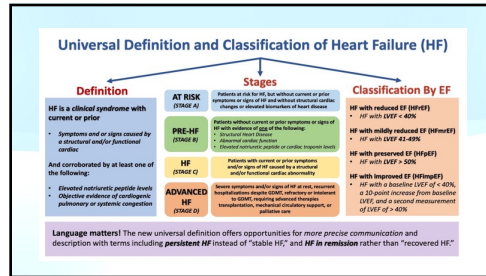 Universal Definition and Classification of Heart Failure (HF)
Definition
HF is a clinical syndrome with
current or prior
• Symptoms and or signs caused by
a structural and/or functional
cardiac
And corroborated by at least one of
the following:
• Elevated natriuretic peptide levels
• Objective evidence of cardiogenic
pulmonary or systemic congestion
Stages
AT RISK
(STAGE A)
Patients at risk for HF, but without current or prior
symptoms or signs of HF and without structural cardiac
changes or elevated biomarkers of heart disease
PRE-HF
(STAGE B)
Patients without current or prior symptoms or signs of
HF with evidence of one of the following:
• Structural Heart Disease
• Abnormal cardiac function
• Elevated natriuretic peptide or cardiac troponin levels
HF
(STAGE C)
Patients with current or prior symptoms
and/or signs of HF caused by a structural
and/or functional cardiac abnormality
ADVANCED
HF
(STAGE D)
Severe symptoms and/or signs of HF at rest, recurrent
hospitalizations despite GDMT, refractory or intolerant
to GDMT, requiring advanced therapies
transplantation, mechanical circulatory support, or
palliative care
Classification By EF
HF with reduced EF (HFrEF)
• HF with LVEF < 40%
HF with mildly reduced EF (HFmrEF)
• HF with LVEF 41-49%
HF with preserved EF (HFpEF)
• HF with LVEF > 50%
HF with improved EF (HFimpEF)
• HF with a baseline LVEF of < 40%,
a 10-point increase from baseline
LVEF, and a second measurement
of LVEF of > 40%
Language matters! The new universal definition offers opportunities for more precise communication and
description with terms including persistent HF instead of "stable HF," and HF in remission rather than "recovered HF."